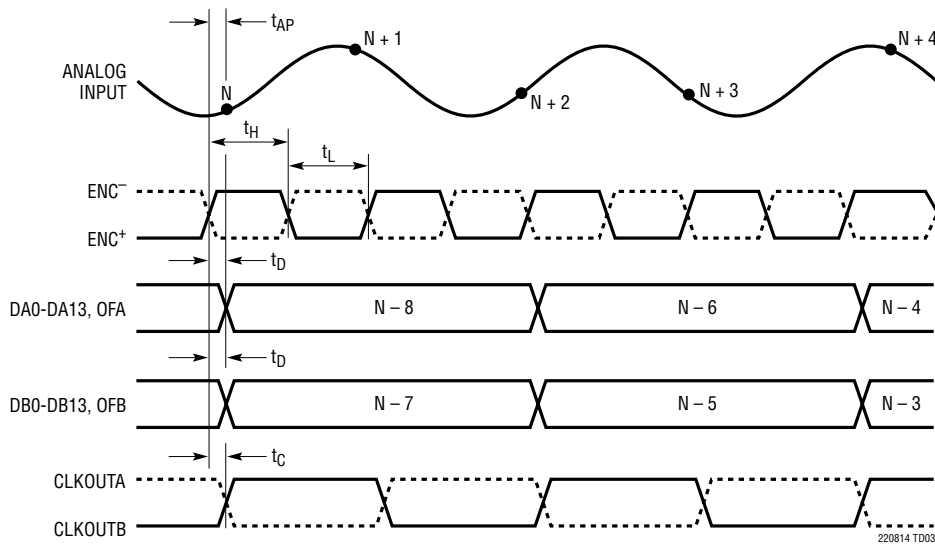 tAP
N + 1
N + 4
ANALOG
INPUT
N
N + 2
N + 3
tH
tL
ENC–
ENC+
tD
DA0-DA13, OFA
N – 8
N – 6
N – 4
tD
DB0-DB13, OFB
N – 7
N – 5
N – 3
tC
CLKOUTA
CLKOUTB
220814 TD03